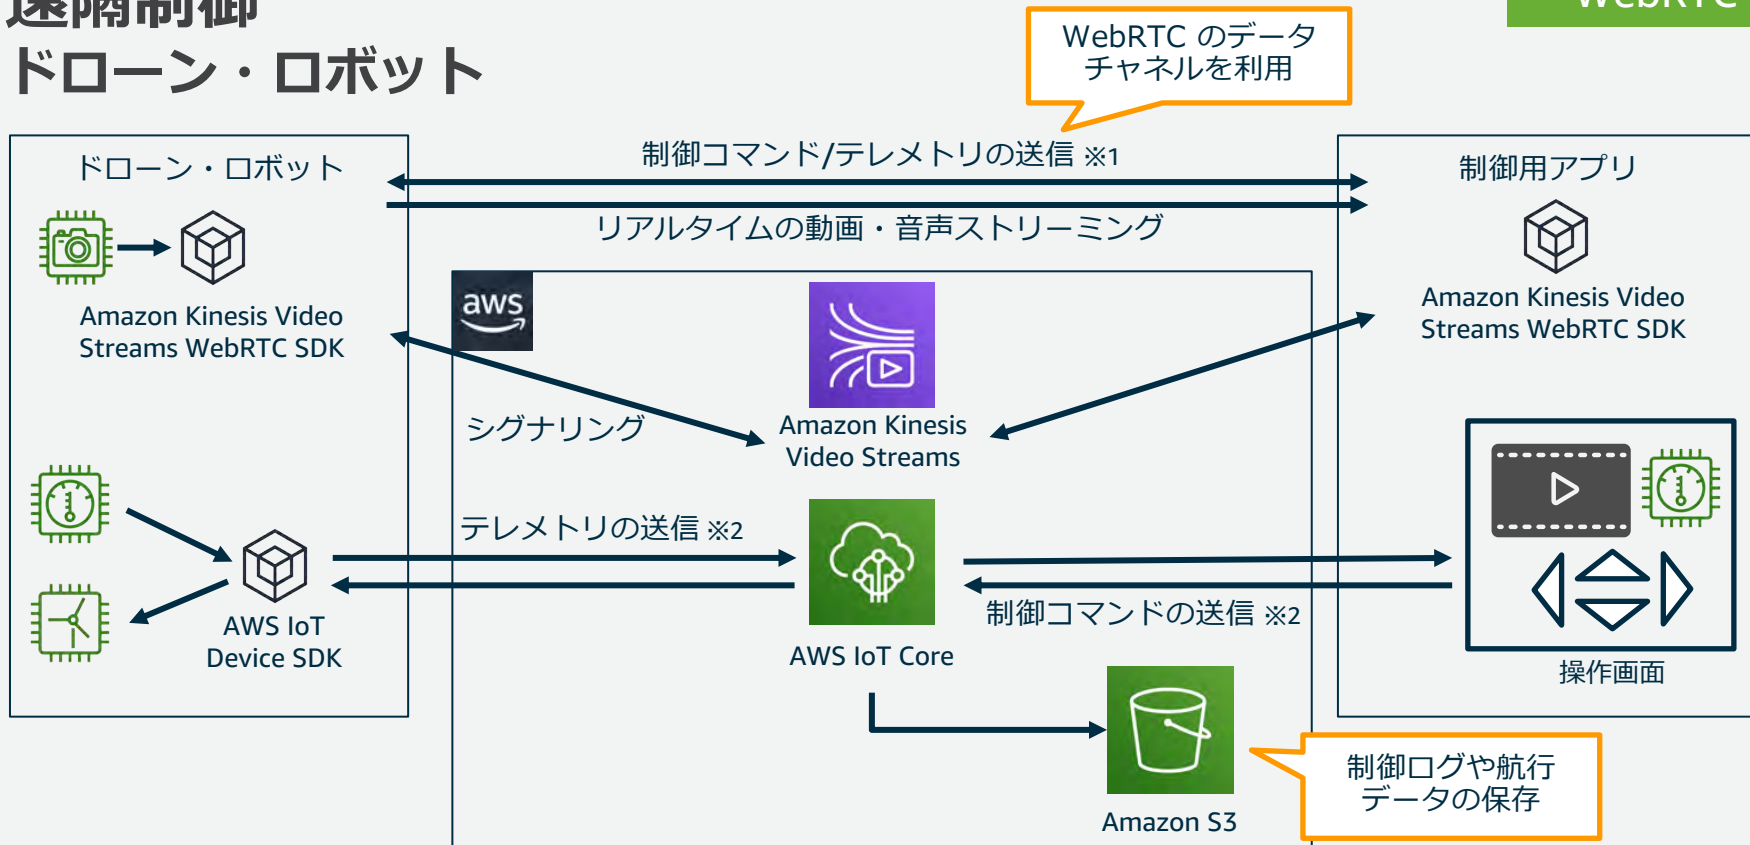 遠隔制御
ドローン・ロボット
WebRTC
WebRTC のデータ
チャネルを利用
ドローン・ロボット
制御コマンド/テレメトリの送信 ※1
制御用アプリ
リアルタイムの動画・音声ストリーミング
Amazon Kinesis Video
Streams WebRTC SDK
aws
Amazon Kinesis Video
Streams WebRTC SDK
シグナリング
Amazon Kinesis
Video Streams
テレメトリの送信 ※2
制御コマンドの送信 ※2
AWS IoT
Device SDK
AWS IoT Core
操作画面
制御ログや航行
データの保存
Amazon S3